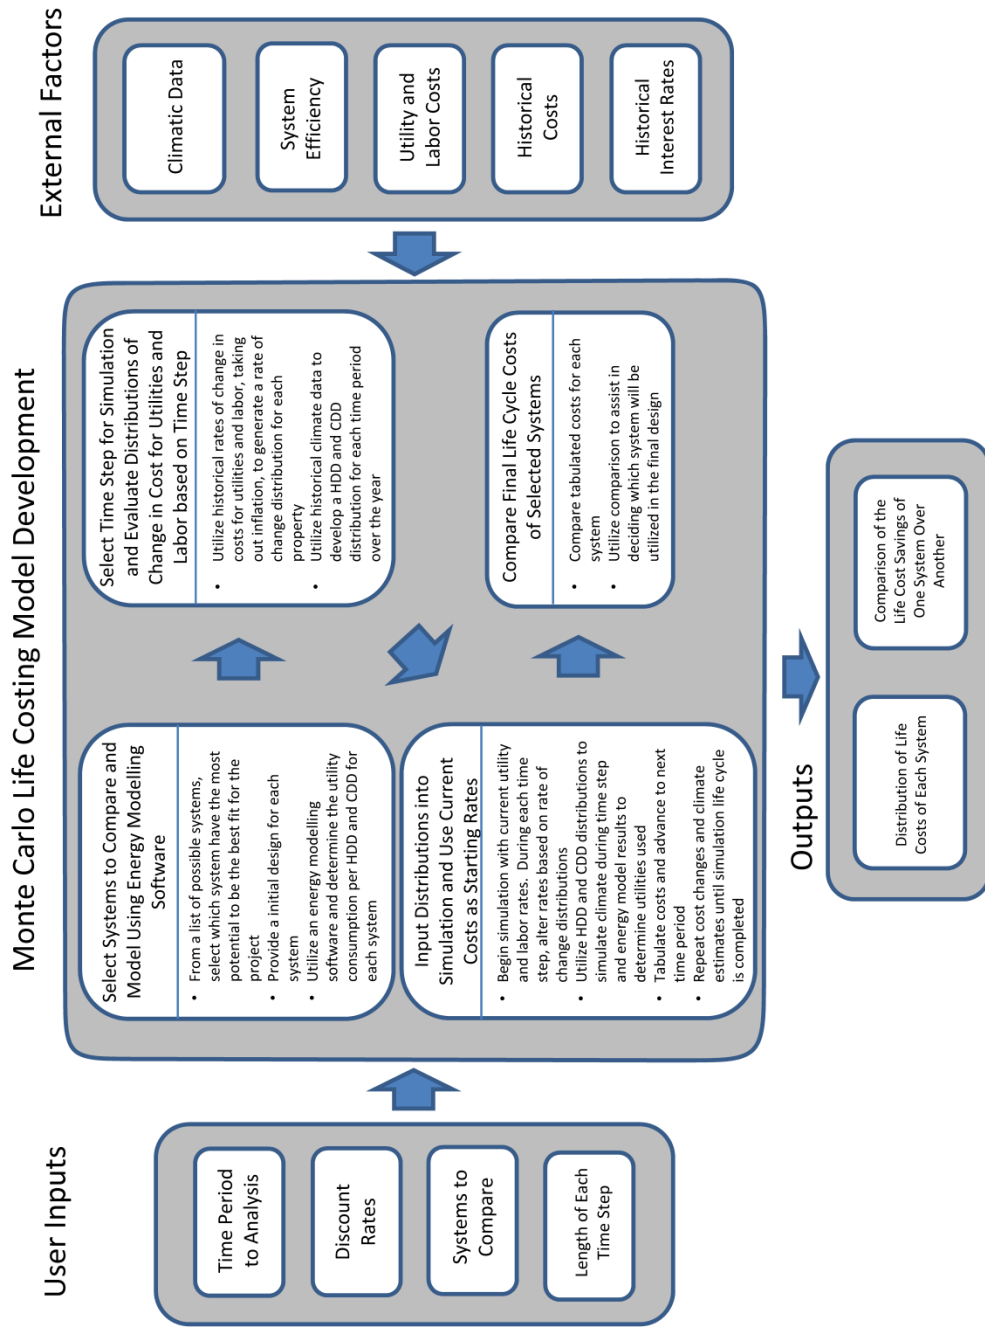 Monte Carlo Life Costing Model Development
User Inputs
Time Period
to Analysis
Discount
Rates
Systems to
Compare
Length of Each
Time Step
Select Systems to Compare and
Model Using Energy Modelling
Software
• From a list of possible systems,
select which system have the most
potential to be the best fit for the
project
• Provide a initial design for each
system
• Utilize an energy modelling
software and determine the utility
consumption per HDD and CDD for
each system
Select Time Step for Simulation
and Evaluate Distributions of
Change in Cost for Utilities and
Labor based on Time Step
• Utilize historical rates of change in
costs for utilities and labor, taking
out inflation, to generate a rate of
change distribution for each
property
• Utilize historical climate data to
develop a HDD and CDD
distribution for each time period
over the year
Input Distributions into
Simulation and Use Current
Costs as Starting Rates
• Begin simulation with current utility
and labor rates. During each time
step, alter rates based on rate of
change distributions
• Utilize HDD and CDD distributions to
simulate climate during time step
and energy model results to
determine utilities used
• Tabulate costs and advance to next
time period
• Repeat cost changes and climate
estimates until simulation life cycle
is completed
Compare Final Life Cycle Costs
of Selected Systems
• Compare tabulated costs for each
system
• Utilize comparison to assist in
deciding which system will be
utilized in the final design
External Factors
Climatic Data
System
Efficiency
Utility and
Labor Costs
Historical
Costs
Historical
Interest Rates
Outputs
Distribution of Life
Costs of Each System
Comparison of the
Life Cost Savings of
One System Over
Another